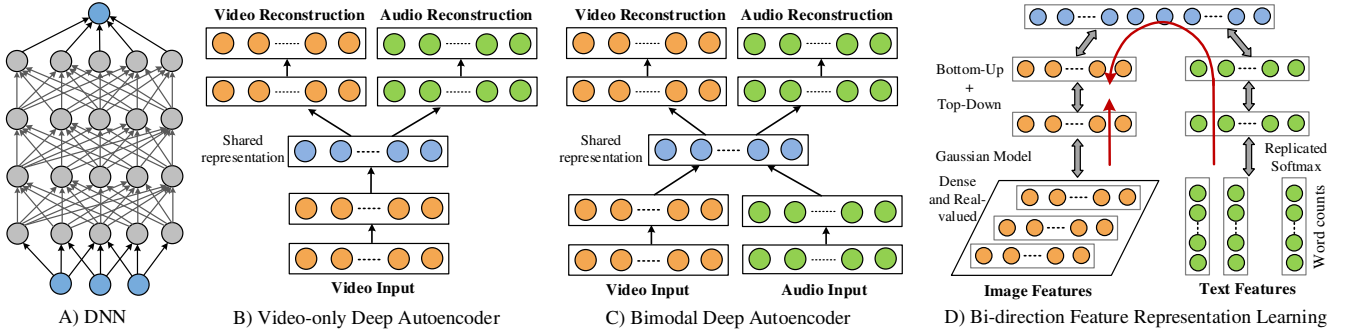 A) DNN
Video Reconstruction Audio Reconstruction
Shared
representation
Video Input
B) Video-only Deep Autoencoder
Video Reconstruction Audio Reconstruction
Shared
representation
Video Input
Audio Input
C) Bimodal Deep Autoencoder
Bottom-Up
+
Top-Down
Gaussian Model
Replicated
Softmax
Dense
and Real-
valued
Word counts
Image Features
Text Features
D) Bi-direction Feature Representation Learning